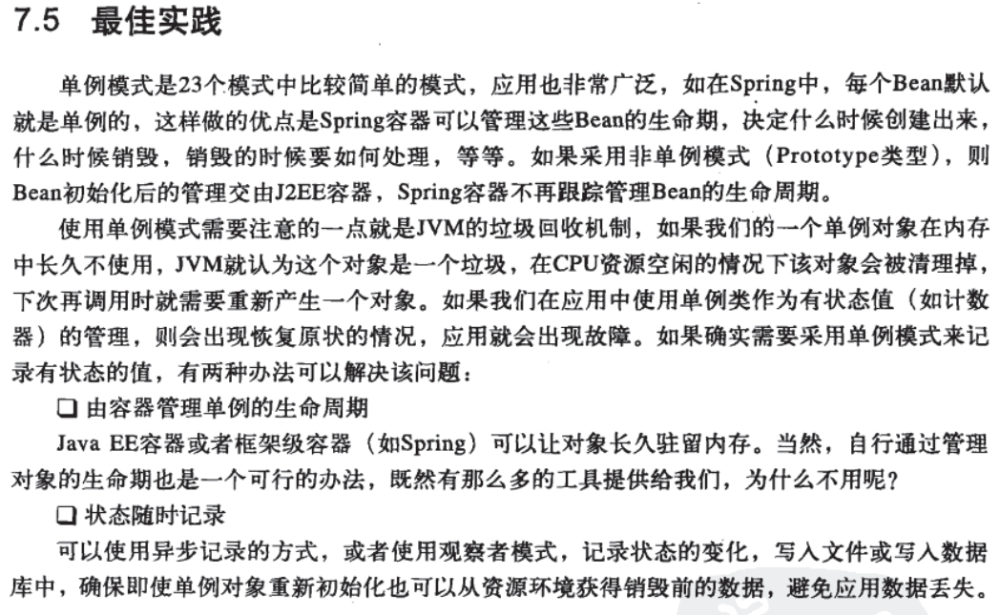 7.5 最佳实践
单例模式是23个模式中比较简单的模式，应用也非常广泛，如在Spring中，每个Bean默认
就是单例的，这样做的优点是Spring容器可以管理这些Bean的生命期，决定什么时候创建出来，
什么时候销毁，销毁的时候要如何处理，等等。如果采用非单例模式（Prototype类型），则
Bean初始化后的管理交由J2EE容器，Spring容器不再跟踪管理Bean的生命周期。
使用单例模式需要注意的一点就是JVM的垃圾回收机制，如果我们的一个单例对象在内存
中长久不使用，JVM就认为这个对象是一个垃圾，在CPU资源空闲的情况下该对象会被清理掉，
下次再调用时就需要重新产生一个对象。如果我们在应用中使用单例类作为有状态值（如计数
器）的管理，则会出现恢复原状的情况，应用就会出现故障。如果确实需要采用单例模式来记
录有状态的值，有两种办法可以解决该问题：
❑ 由容器管理单例的生命周期
Java EE容器或者框架级容器（如Spring）可以让对象长久驻留内存。当然，自行通过管理
对象的生命期也是一个可行的办法，既然有那么多的工具提供给我们，为什么不用呢？
❑ 状态随时记录
可以使用异步记录的方式，或者使用观察者模式，记录状态的变化，写入文件或写入数据
库中，确保即使单例对象重新初始化也可以从资源环境获得销毁前的数据，避免应用数据丢失。